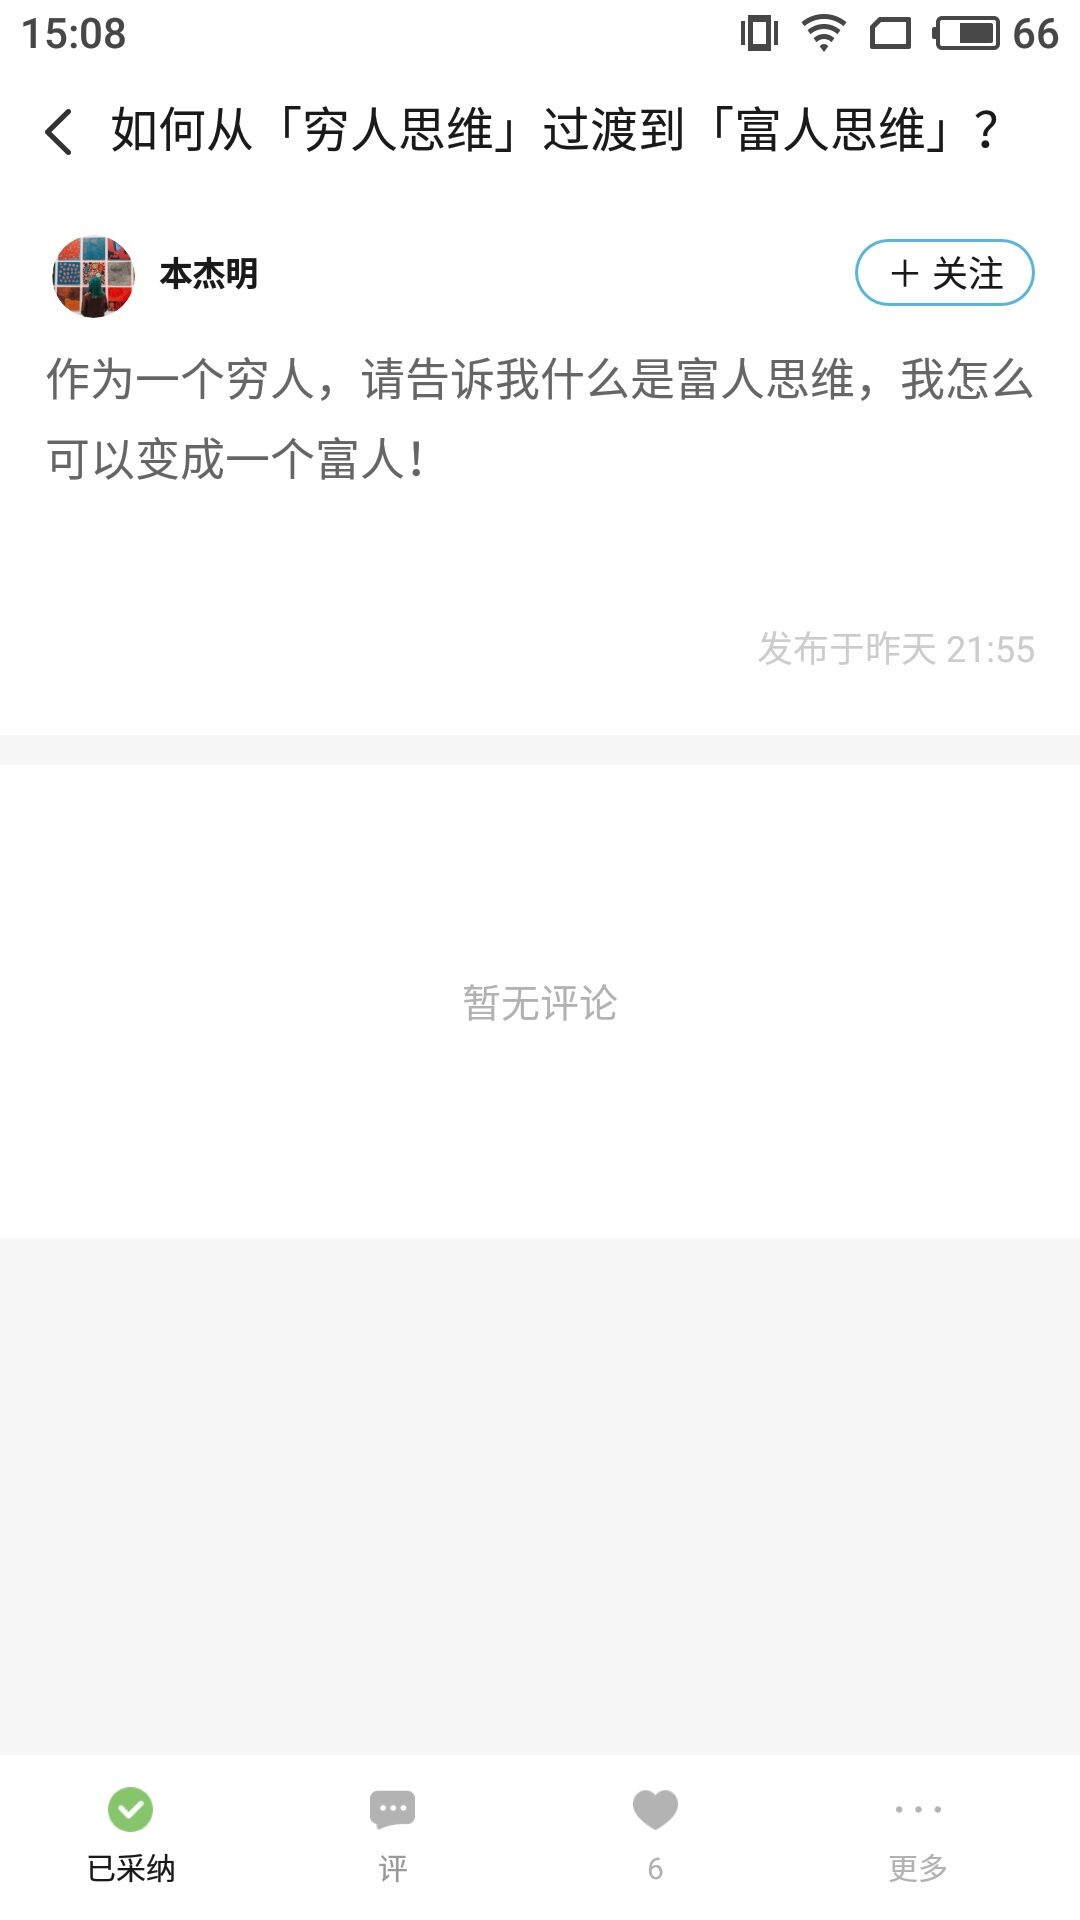 15:08
66
如何从「穷人思维」过渡到「富人思维」？
本杰明
+ 关注
作为一个穷人，请告诉我什么是富人思维，我怎么
可以变成一个富人！
发布于昨天 21:55
暂无评论
已采纳
评
6
更多